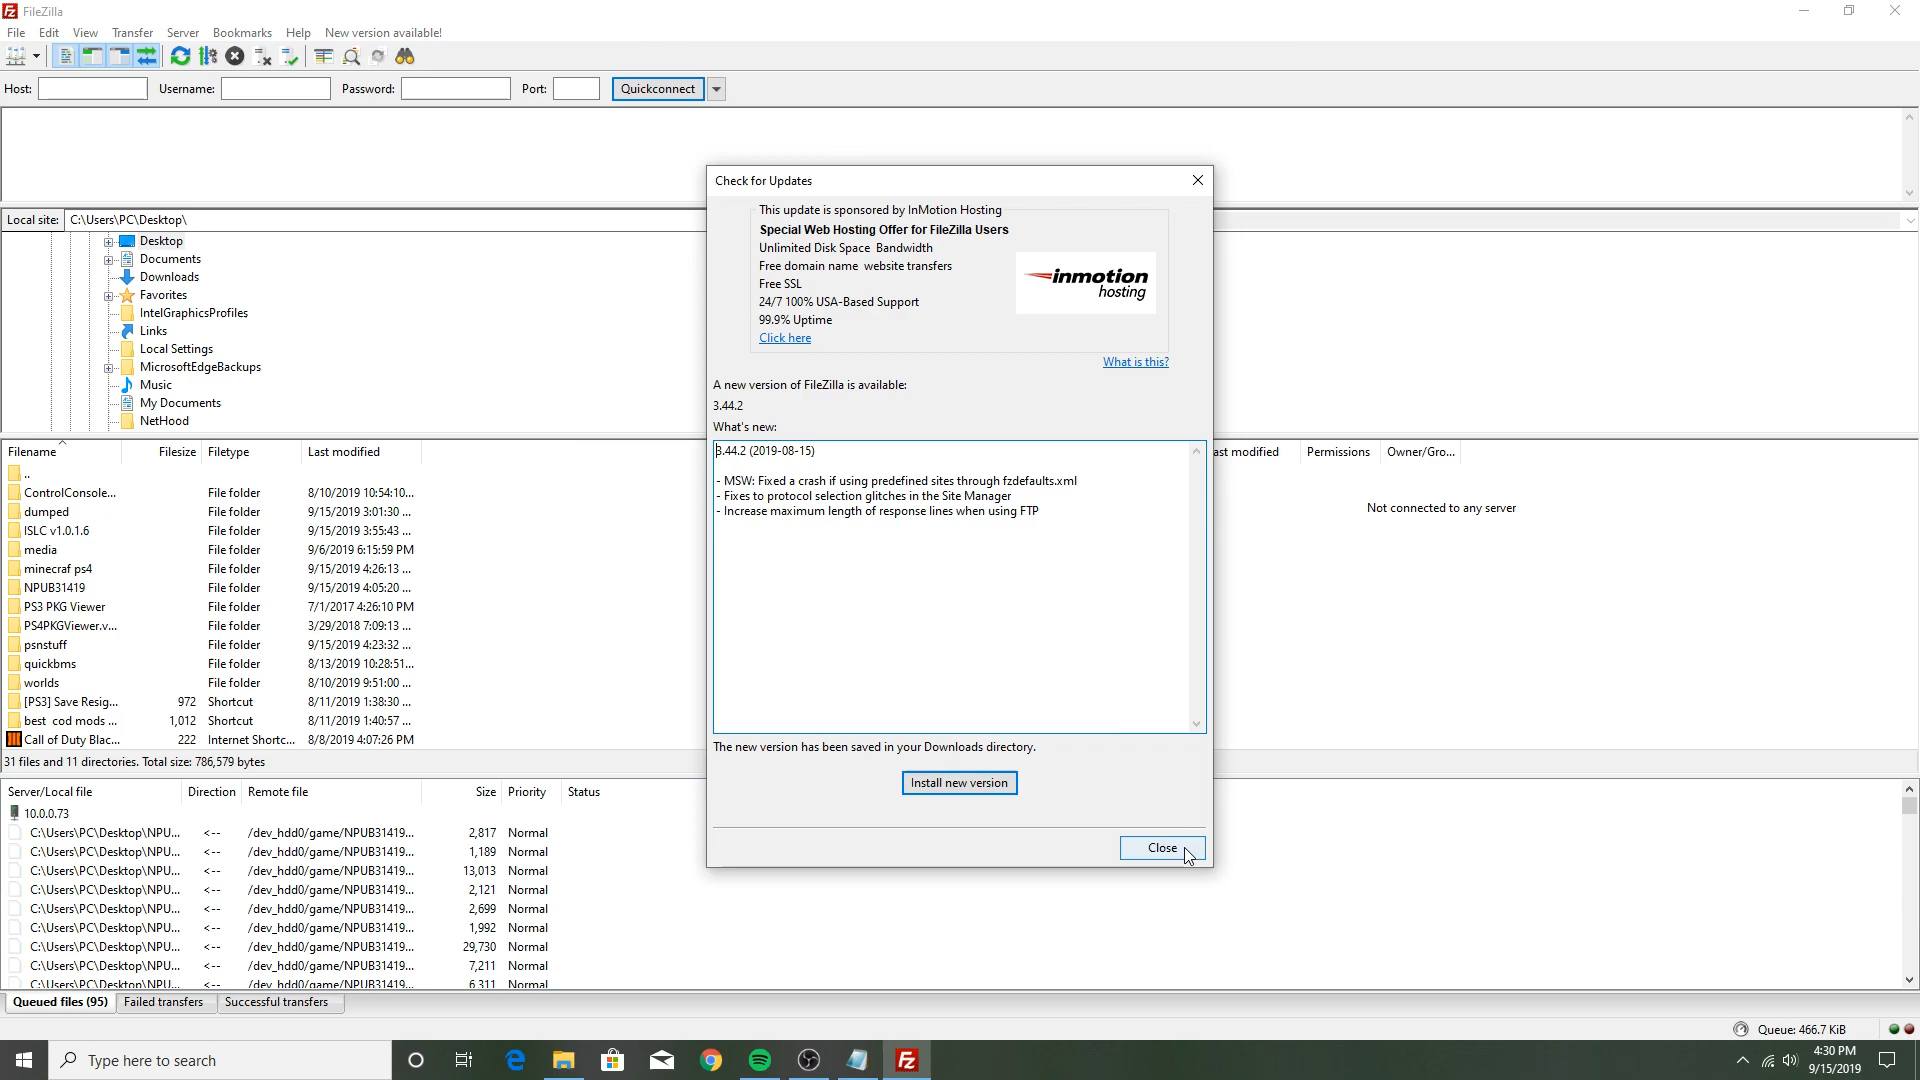 FileZilla
File Edit View Transfer Server Bookmarks Help New version available!
Host: Username: Password: Port: Quickconnect
Check for Updates
This update is sponsored by InMotion Hosting
Special Web Hosting Offer for FileZilla Users
Unlimited Disk Space Bandwidth
Free domain name website transfers
Free SSL
24/7 100% USA-Based Support
99.9% Uptime
Click here
inmotion
hosting
What is this?
A new version of FileZilla is available:
3.44.2
What's new:
3.44.2 (2019-08-15)
- MSW: Fixed a crash if using predefined sites through fzdefaults.xml
- Fixes to protocol selection glitches in the Site Manager
- Increase maximum length of response lines when using FTP
The new version has been saved in your Downloads directory.
Install new version
Close
Local site: C:\Users\PC\Desktop\
Desktop
Documents
Downloads
Favorites
IntelGraphicsProfiles
Links
Local Settings
MicrosoftEdgeBackups
Music
My Documents
NetHood
Filename Filesize Filetype Last modified
..
ControlConsole... File folder 8/10/2019 10:54:10...
dumped File folder 9/15/2019 3:01:30 ...
ISLC v1.0.1.6 File folder 9/15/2019 3:55:43 ...
media File folder 9/6/2019 6:15:59 PM
minecraf ps4 File folder 9/15/2019 4:26:13 ...
NPUB31419 File folder 9/15/2019 4:05:20 ...
PS3 PKG Viewer File folder 7/1/2017 4:26:10 PM
PS4PKGViewer.v... File folder 3/29/2018 7:09:13 ...
psnstuff File folder 9/15/2019 4:23:32 ...
quickbms File folder 8/13/2019 10:28:51...
worlds File folder 8/10/2019 9:51:00 ...
[PS3] Save Resig... 972 Shortcut 8/11/2019 1:38:30 ...
best cod mods ... 1,012 Shortcut 8/11/2019 1:40:57 ...
Call of Duty Blac... 222 Internet Shortc... 8/8/2019 4:07:26 PM
31 files and 11 directories. Total size: 786,579 bytes
ast modified Permissions Owner/Gro...
Not connected to any server
Server/Local file Direction Remote file Size Priority Status
10.0.0.73
C:\Users\PC\Desktop\NPU... <-- /dev_hdd0/game/NPUB31419... 2,817 Normal
C:\Users\PC\Desktop\NPU... <-- /dev_hdd0/game/NPUB31419... 1,189 Normal
C:\Users\PC\Desktop\NPU... <-- /dev_hdd0/game/NPUB31419... 13,013 Normal
C:\Users\PC\Desktop\NPU... <-- /dev_hdd0/game/NPUB31419... 2,121 Normal
C:\Users\PC\Desktop\NPU... <-- /dev_hdd0/game/NPUB31419... 2,699 Normal
C:\Users\PC\Desktop\NPU... <-- /dev_hdd0/game/NPUB31419... 1,992 Normal
C:\Users\PC\Desktop\NPU... <-- /dev_hdd0/game/NPUB31419... 29,730 Normal
C:\Users\PC\Desktop\NPU... <-- /dev_hdd0/game/NPUB31419... 7,211 Normal
C:\Users\PC\Desktop\NPU... <-- /dev_hdd0/game/NPUB31419... 6,311 Normal
Queued files (95) Failed transfers Successful transfers
Queue: 466.7 KiB
Type here to search
4:30 PM
9/15/2019